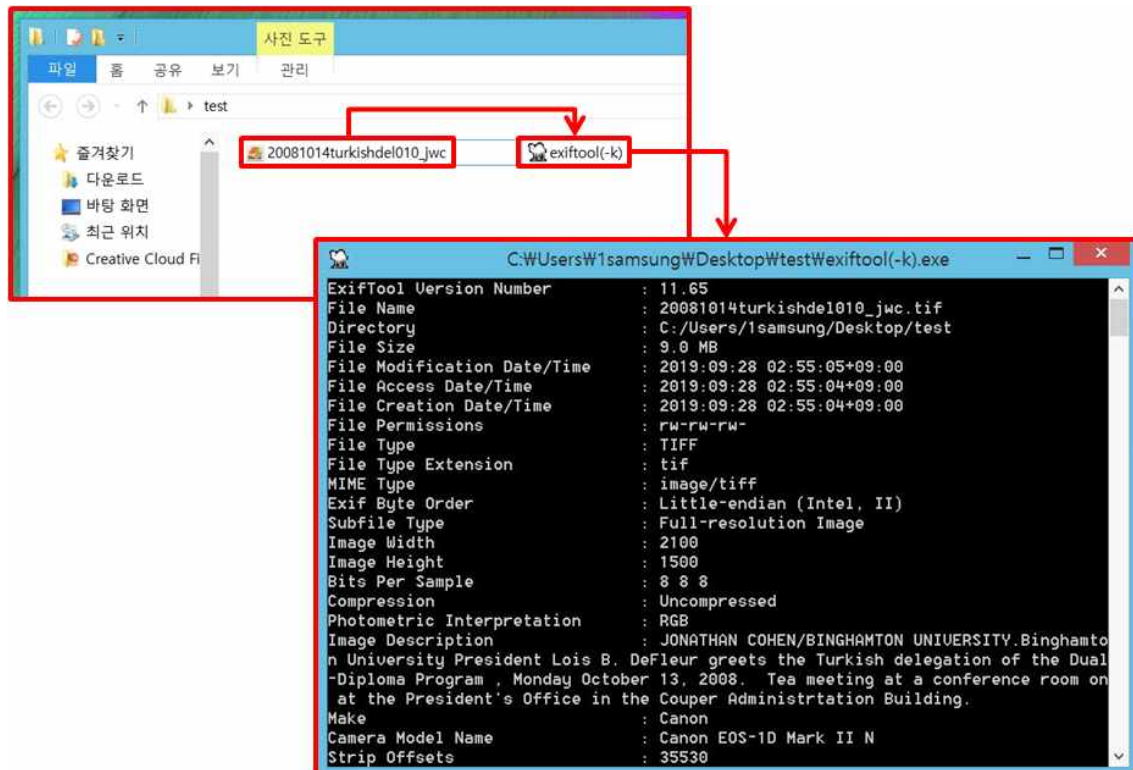 사진 도구
파일 홈 공유 보기 관리
test
즐겨찾기
다운로드
바탕 화면
최근 위치
Creative Cloud Fi
20081014turkishdel010_jwc
exiftool(-k)
C:₩Users₩1samsung₩Desktop₩test₩exiftool(-k).exe
ExifTool Version Number : 11.65
File Name : 20081014turkishdel010_jwc.tif
Directory : C:/Users/1samsung/Desktop/test
File Size : 9.0 MB
File Modification Date/Time : 2019:09:28 02:55:05+09:00
File Access Date/Time : 2019:09:28 02:55:04+09:00
File Creation Date/Time : 2019:09:28 02:55:04+09:00
File Permissions : rw-rw-rw-
File Type : TIFF
File Type Extension : tif
MIME Type : image/tiff
Exif Byte Order : Little-endian (Intel, II)
Subfile Type : Full-resolution Image
Image Width : 2100
Image Height : 1500
Bits Per Sample : 8 8 8
Compression : Uncompressed
Photometric Interpretation : RGB
Image Description : JONATHAN COHEN/BINGHAMTON UNIVERSITY.Binghamto
n University President Lois B. DeFleur greets the Turkish delegation of the Dual
-Diploma Program , Monday October 13, 2008.  Tea meeting at a conference room on
at the President's Office in the Couper Administrtation Building.
Make : Canon
Camera Model Name : Canon EOS-1D Mark II N
Strip Offsets : 35530